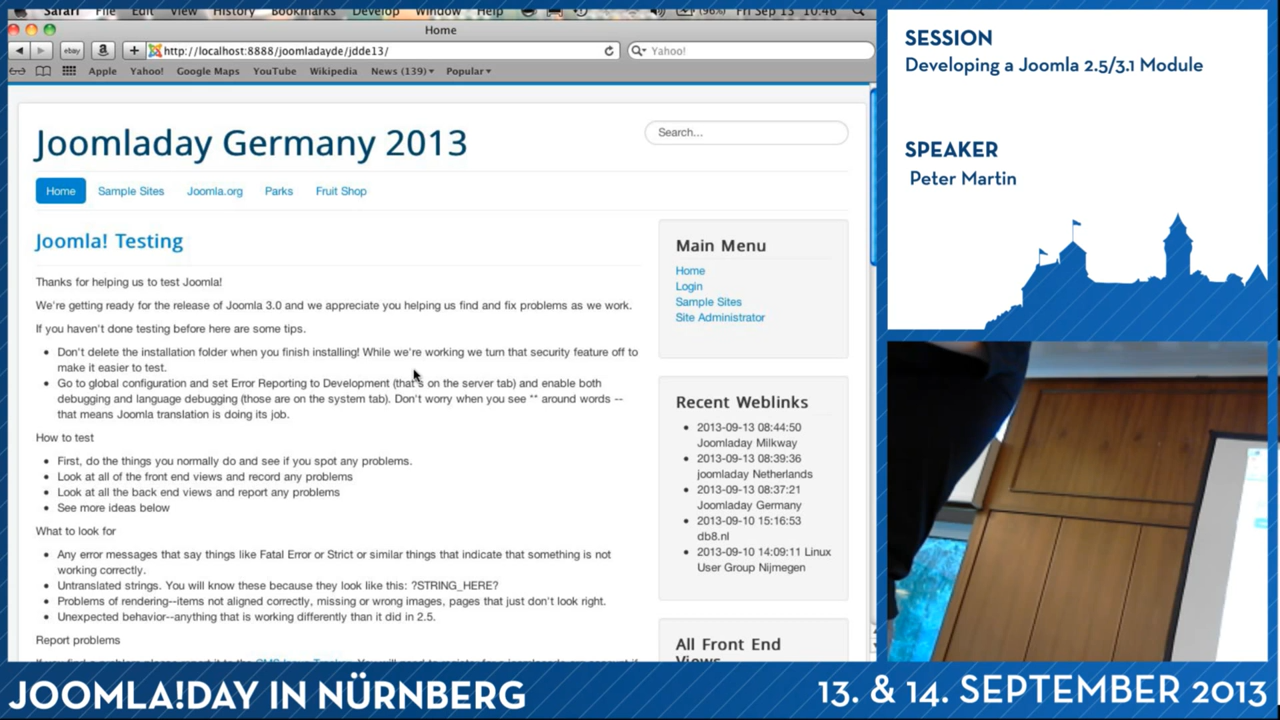 Safari File Edit View History Bookmarks Develop Window Help (96%) Fri Sep 13 10:46
Home
ebay
http://localhost:8888/joomladayde/jdde13/
Yahoo!
Apple Yahoo! Google Maps YouTube Wikipedia News (139) Popular
Joomladay Germany 2013
Search...
Home Sample Sites Joomla.org Parks Fruit Shop
Joomla! Testing
Thanks for helping us to test Joomla!
We're getting ready for the release of Joomla 3.0 and we appreciate you helping us find and fix problems as we work.
If you haven't done testing before here are some tips.
Don't delete the installation folder when you finish installing! While we're working we turn that security feature off to
make it easier to test.
Go to global configuration and set Error Reporting to Development (that's on the server tab) and enable both
debugging and language debugging (those are on the system tab). Don't worry when you see ** around words --
that means Joomla translation is doing its job.
How to test
First, do the things you normally do and see if you spot any problems.
Look at all of the front end views and record any problems
Look at all the back end views and report any problems
See more ideas below
What to look for
Any error messages that say things like Fatal Error or Strict or similar things that indicate that something is not
working correctly.
Untranslated strings. You will know these because they look like this: ?STRING_HERE?
Problems of rendering--items not aligned correctly, missing or wrong images, pages that just don't look right.
Unexpected behavior--anything that is working differently than it did in 2.5.
Report problems
Main Menu
Home
Login
Sample Sites
Site Administrator
Recent Weblinks
2013-09-13 08:44:50
Joomladay Milkway
2013-09-13 08:39:36
joomladay Netherlands
2013-09-13 08:37:21
Joomladay Germany
2013-09-10 15:16:53
db8.nl
2013-09-10 14:09:11 Linux
User Group Nijmegen
All Front End
Views
SESSION
Developing a Joomla 2.5/3.1 Module
SPEAKER
Peter Martin
JOOMLA!DAY IN NÜRNBERG
13. & 14. SEPTEMBER 2013